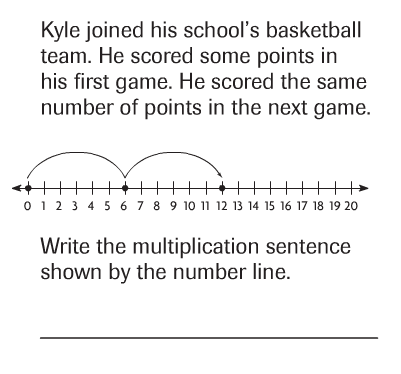 Kyle joined his school’s basketball
team. He scored some points in
his first game. He scored the same
number of points in the next game.
0 1 2 3 4 5 6 7 8 9 10 11 12 13 14 15 16 17 18 19 20
Write the multiplication sentence
shown by the number line.